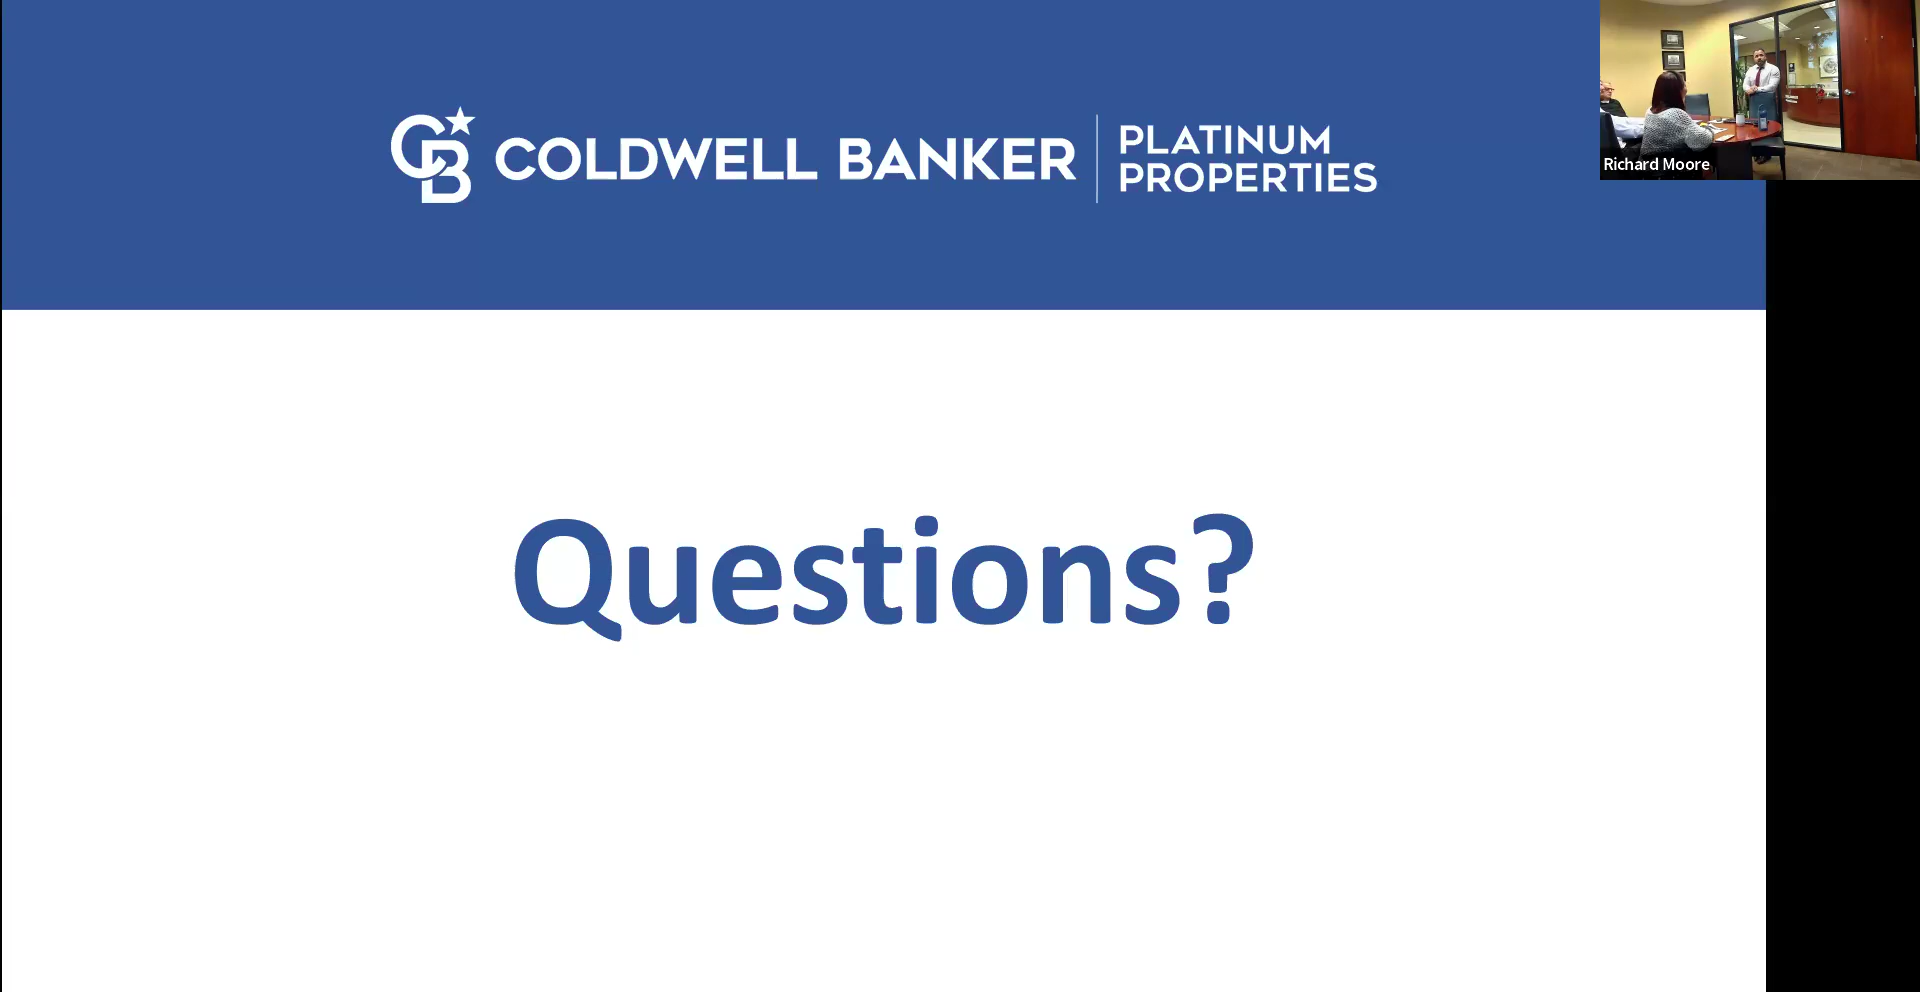 COLDWELL BANKER
PLATINUM
PROPERTIES
Richard Moore
Questions?